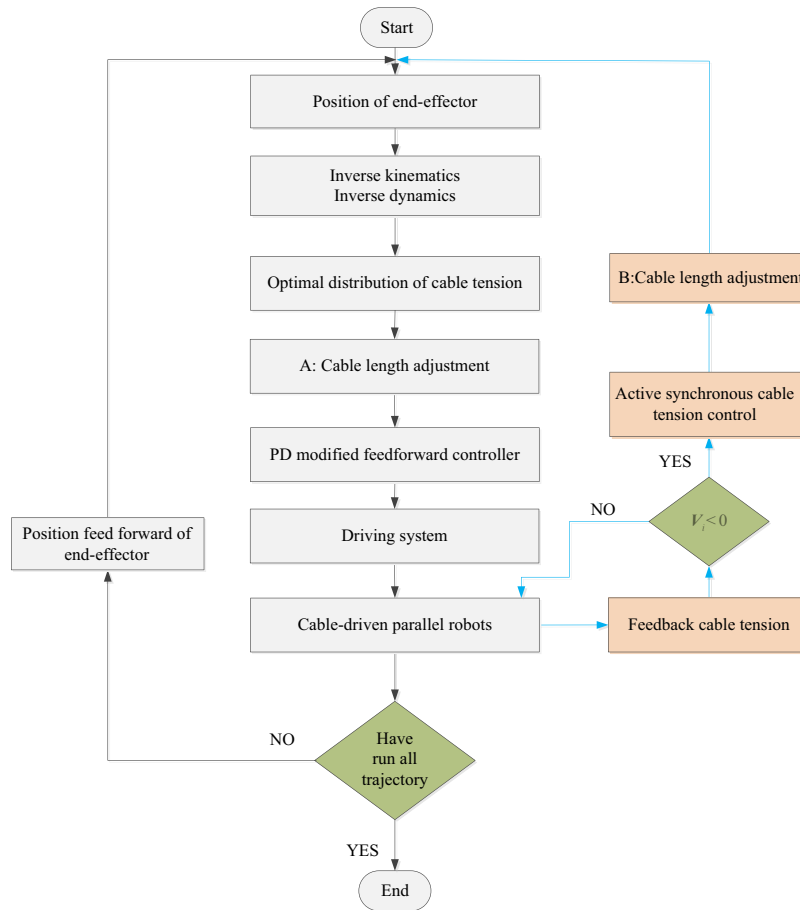 Start
Position of end-effector
Inverse kinematics
Inverse dynamics
Optimal distribution of cable tension
B:Cable length adjustment
A: Cable length adjustment
Active synchronous cable
tension control
PD modified feedforward controller
YES
NO
V_i<0
Position feed forward of
end-effector
Driving system
Cable-driven parallel robots
Feedback cable tension
NO
Have
run all
trajectory
YES
End